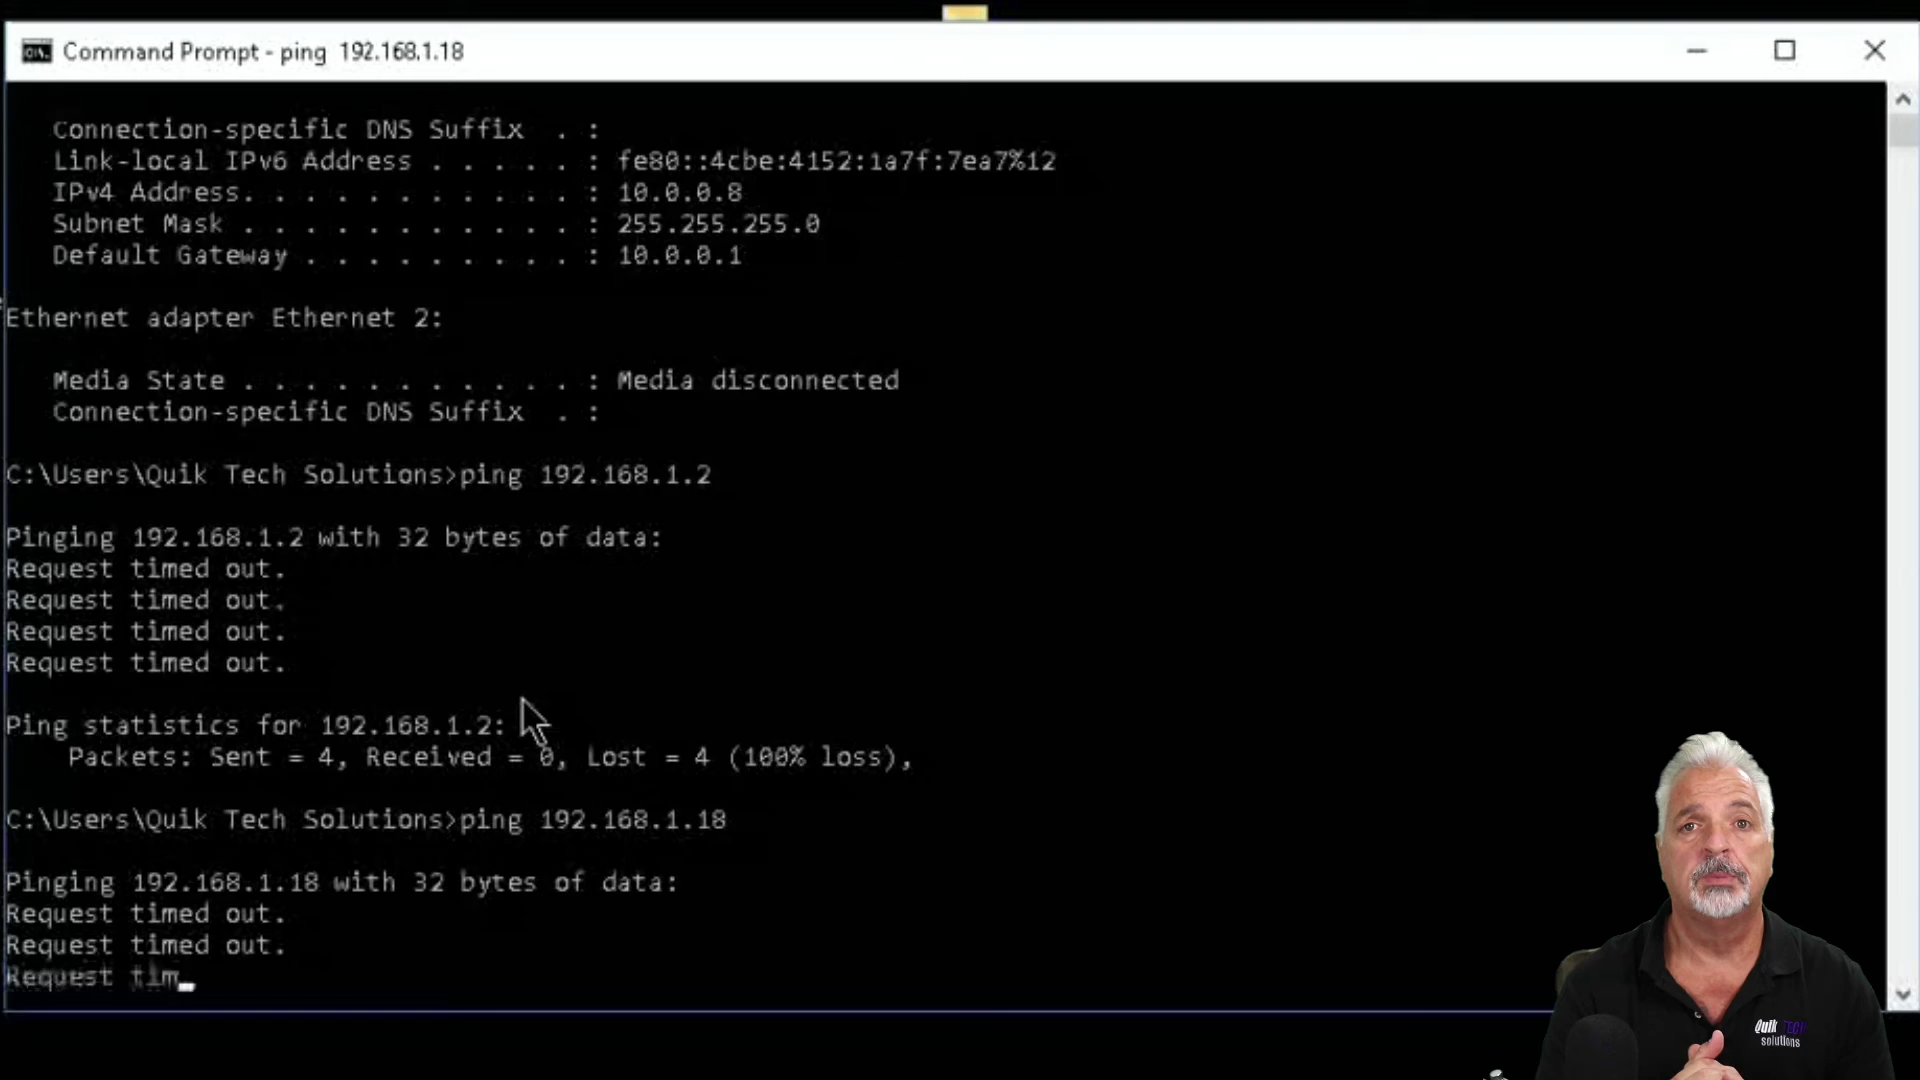 Command Prompt - ping 192.168.1.18
Connection-specific DNS Suffix . :
Link-local IPv6 Address . . . . . : fe80::4cbe:4152:1a7f:7ea7%12
IPv4 Address. . . . . . . . . . . : 10.0.0.8
Subnet Mask . . . . . . . . . . . : 255.255.255.0
Default Gateway . . . . . . . . . : 10.0.0.1
Ethernet adapter Ethernet 2:
Media State . . . . . . . . . . . : Media disconnected
Connection-specific DNS Suffix . :
C:\Users\Quik Tech Solutions>ping 192.168.1.2
Pinging 192.168.1.2 with 32 bytes of data:
Request timed out.
Request timed out.
Request timed out.
Request timed out.
Ping statistics for 192.168.1.2:
Packets: Sent = 4, Received = 0, Lost = 4 (100% loss),
C:\Users\Quik Tech Solutions>ping 192.168.1.18
Pinging 192.168.1.18 with 32 bytes of data:
Request timed out.
Request timed out.
Request tim
Quik TECH
solutions